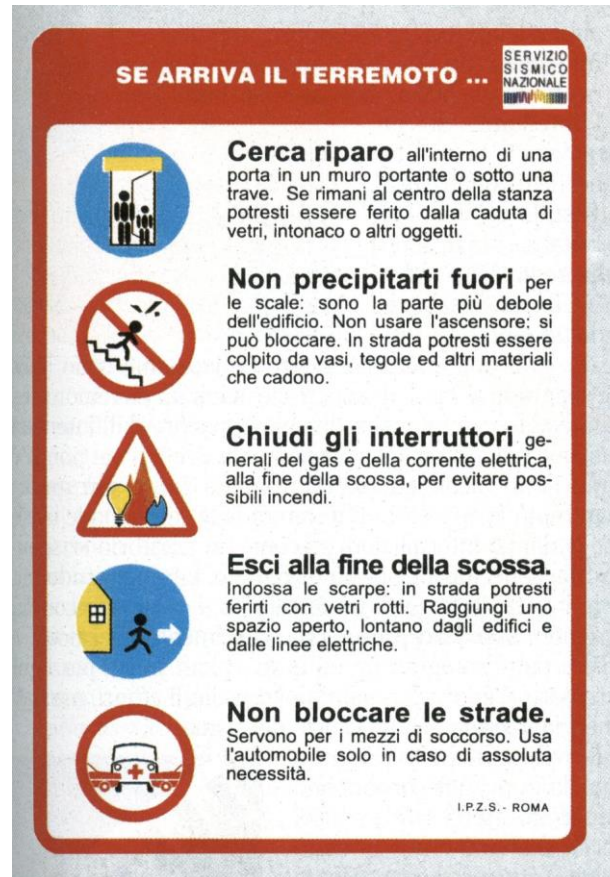 SE ARRIVA IL TERREMOTO ...
SERVIZIO
SISMICO
NAZIONALE
Cerca riparo all'interno di una
porta in un muro portante o sotto una
trave. Se rimani al centro della stanza
potresti essere ferito dalla caduta di
vetri, intonaco o altri oggetti.
Non precipitarti fuori per
le scale: sono la parte più debole
dell'edificio. Non usare l'ascensore: si
può bloccare. In strada potresti essere
colpito da vasi, tegole ed altri materiali
che cadono.
Chiudi gli interruttori ge-
nerali del gas e della corrente elettrica,
alla fine della scossa, per evitare pos-
sibili incendi.
Esci alla fine della scossa.
Indossa le scarpe: in strada potresti
ferirti con vetri rotti. Raggiungi uno
spazio aperto, lontano dagli edifici e
dalle linee elettriche.
Non bloccare le strade.
Servono per i mezzi di soccorso. Usa
l'automobile solo in caso di assoluta
necessità.
I.P.Z.S. - ROMA